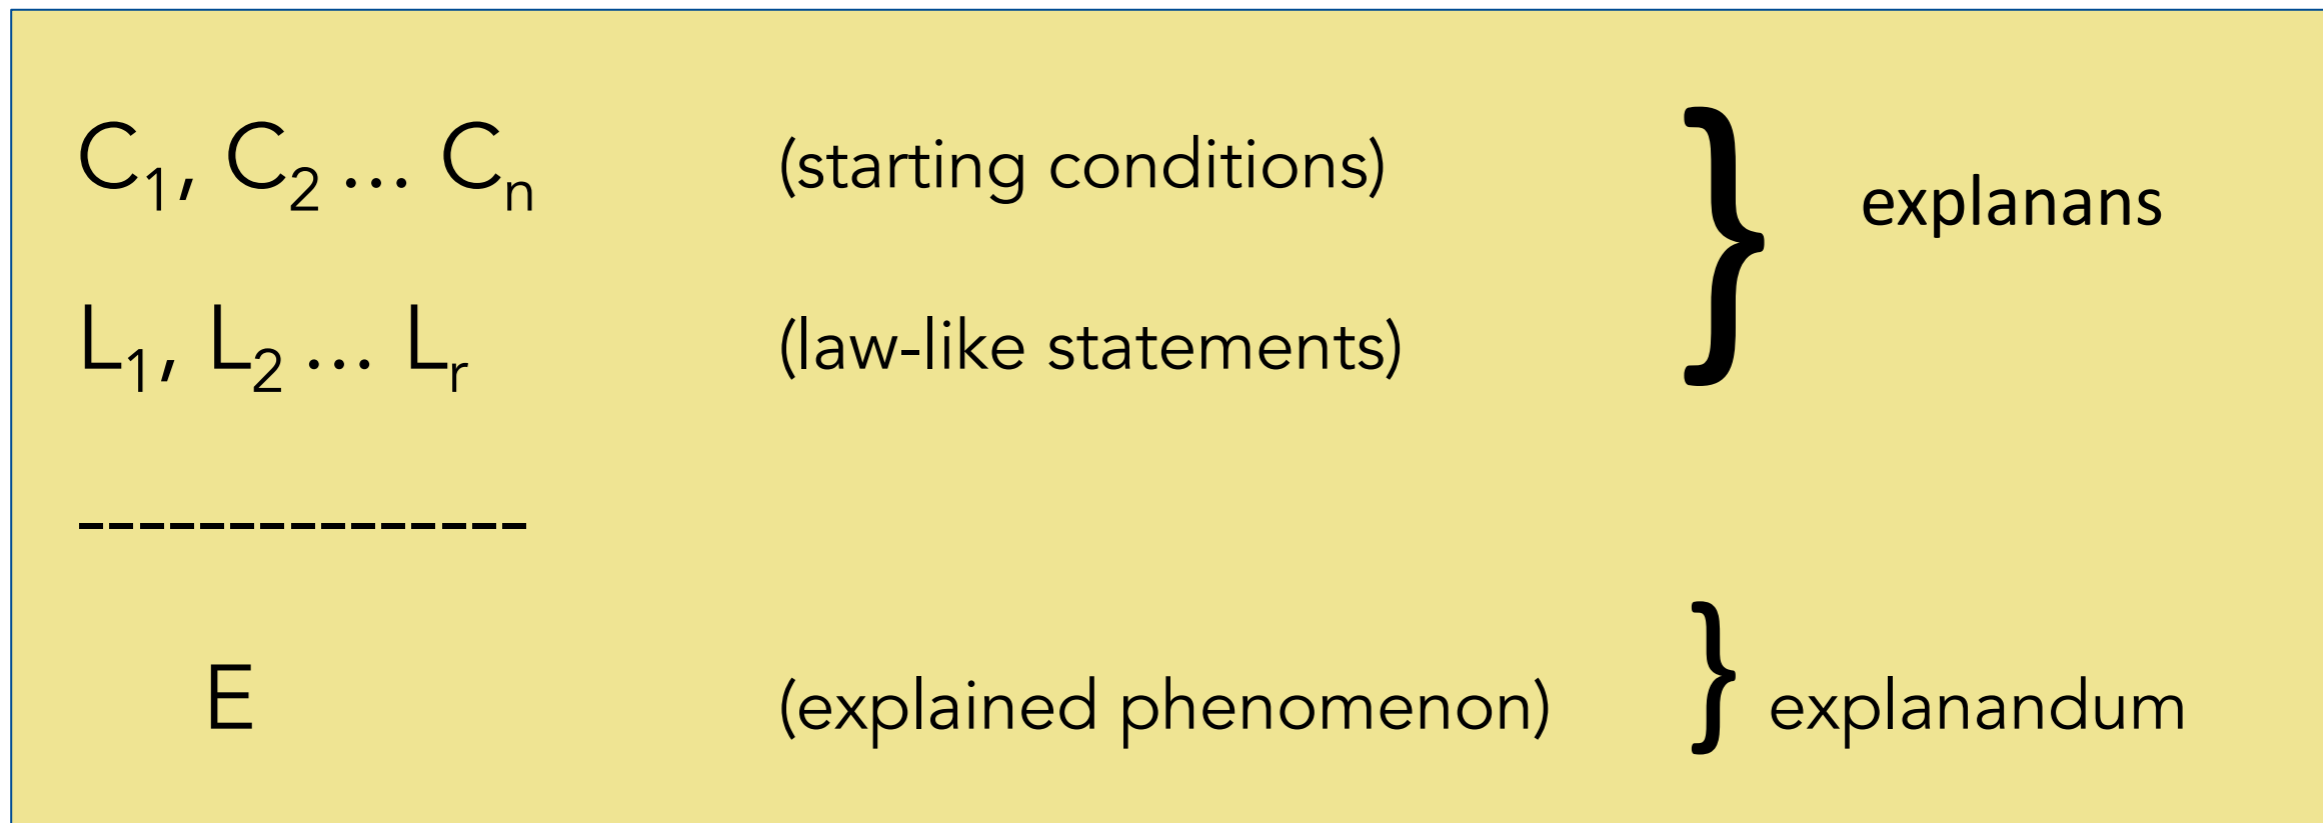 C₁, C₂ ... Cₙ (starting conditions) } explanans
L₁, L₂ ... Lᵣ (law-like statements)
---------------
E (explained phenomenon) } explanandum